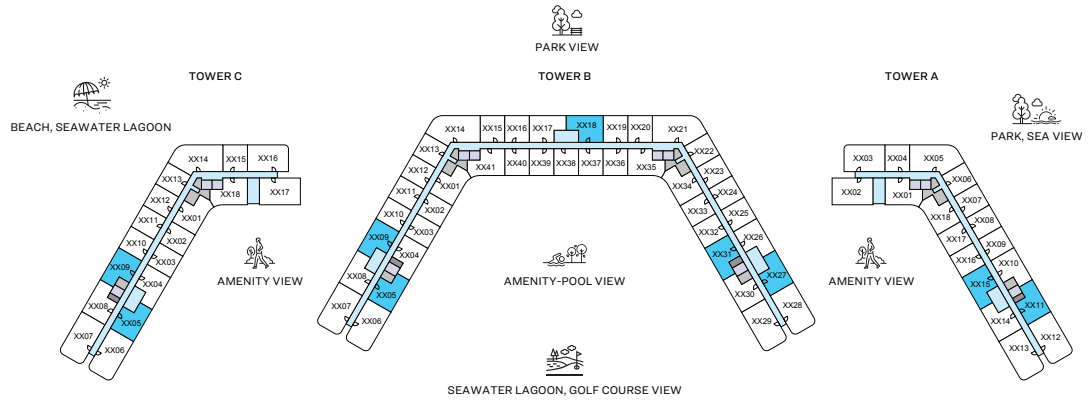 PARK VIEW
TOWER C
TOWER B
TOWER A
BEACH, SEAWATER LAGOON
PARK, SEA VIEW
XX14
XX15
XX16
XX13
XX12
XX11
XX10
XX09
XX08
XX07
XX18
XX17
XX01
XX02
XX03
XX04
XX05
XX06
AMENITY VIEW
XX14
XX15
XX16
XX17
XX18
XX19
XX20
XX21
XX13
XX12
XX11
XX10
XX09
XX08
XX07
XX41
XX40
XX39
XX38
XX37
XX36
XX35
XX01
XX02
XX03
XX04
XX05
XX06
XX22
XX23
XX24
XX25
XX26
XX27
XX28
XX34
XX33
XX32
XX31
XX30
XX29
AMENITY-POOL VIEW
XX03
XX04
XX05
XX02
XX01
XX06
XX07
XX08
XX09
XX10
XX11
XX12
XX18
XX17
XX16
XX15
XX14
XX13
AMENITY VIEW
SEAWATER LAGOON, GOLF COURSE VIEW